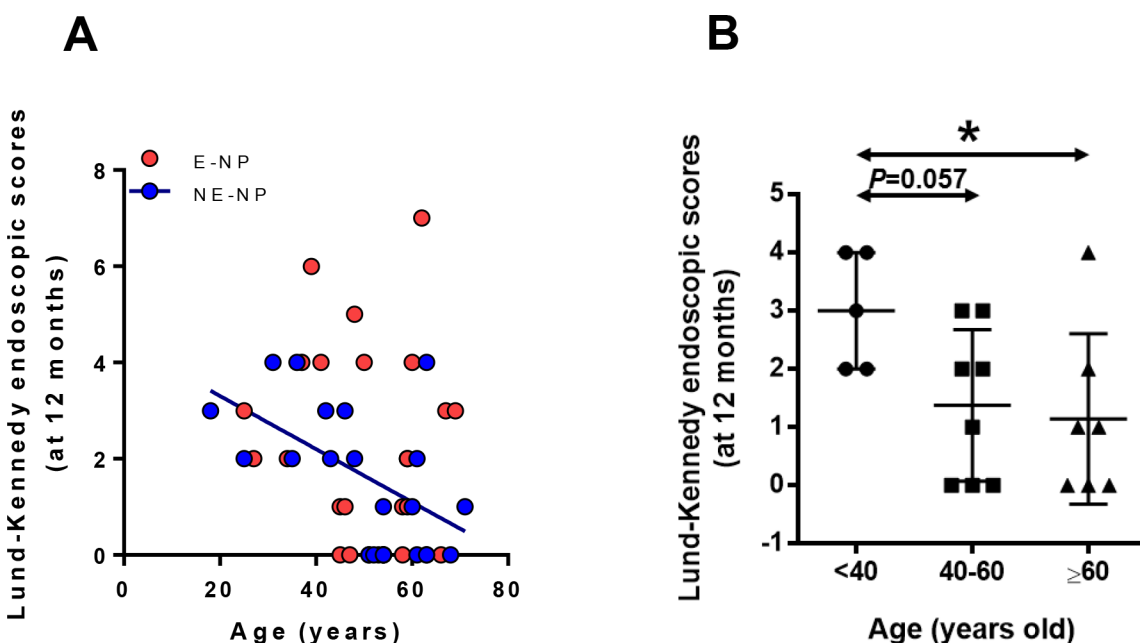 A
Lund-Kennedy endoscopic scores
(at 12 months)
E-NP
NE-NP
8
6
4
2
0
0 20 40 60 80
Age (years)
B
Lund-Kennedy endoscopic scores
(at 12 months)
*
P=0.057
5
4
3
2
1
0
-1
<40 40-60 ≥60
Age (years old)